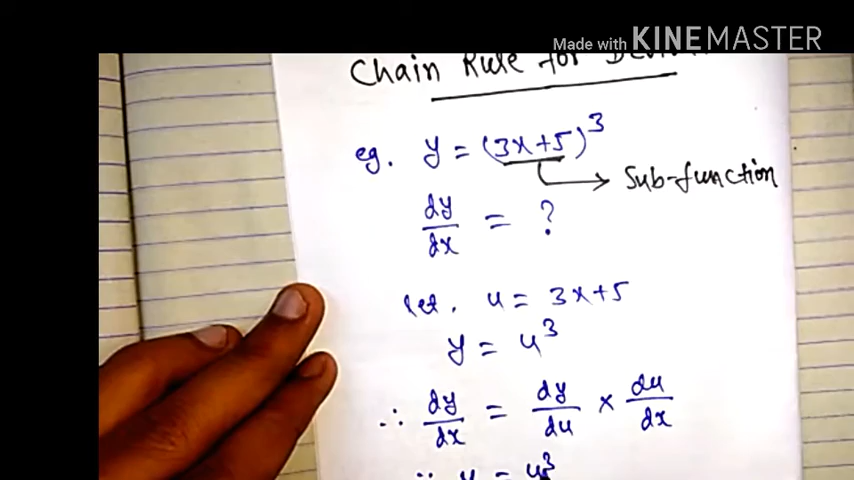 Made with KINEMASTER
Chain Rule for
eg. y = (3x+5)^3
Sub-function
dy/dx = ?
let, u = 3x+5
y = u^3
∴ dy/dx = dy/du × du/dx
∵ y = u^3